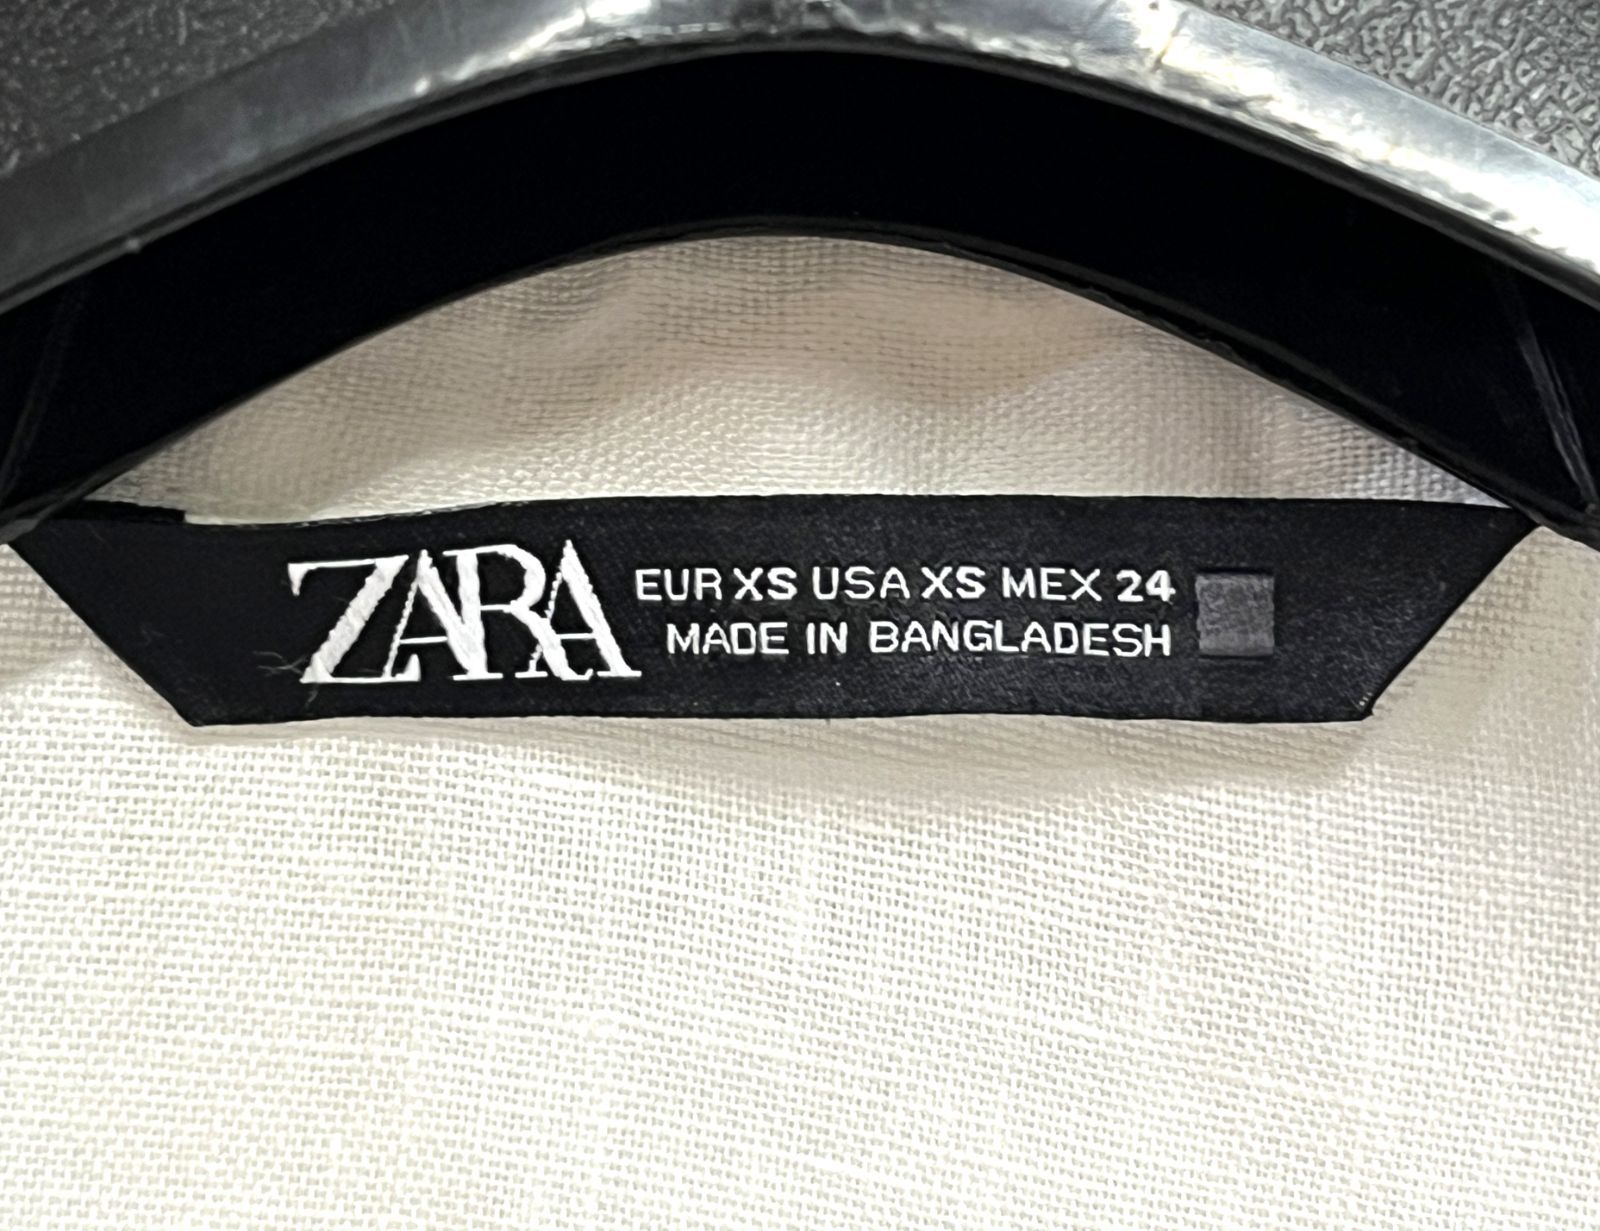 ZARA
EUR XS USA XS MEX 24
MADE IN BANGLADESH